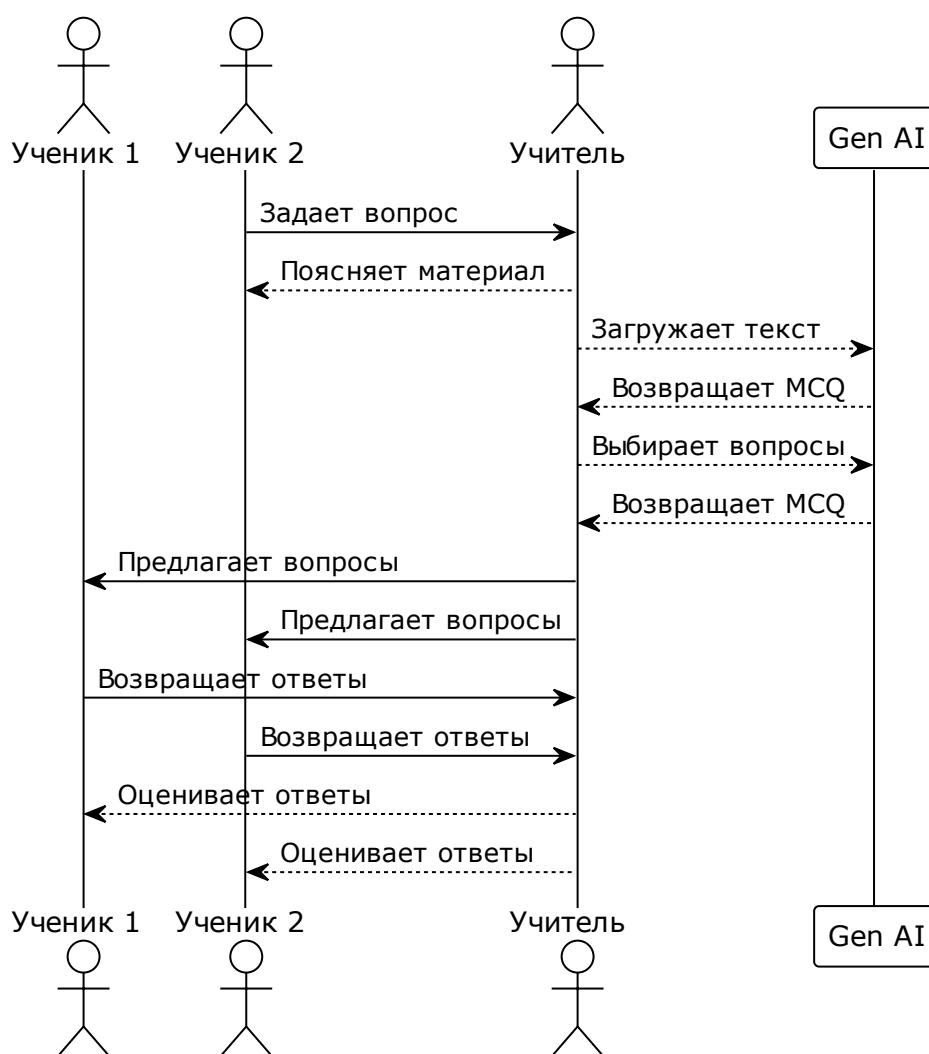 Ученик 1
Ученик 2
Учитель
Gen AI
Задает вопрос
Поясняет материал
Загружает текст
Возвращает MCQ
Выбирает вопросы
Возвращает MCQ
Предлагает вопросы
Предлагает вопросы
Возвращает ответы
Возвращает ответы
Оценивает ответы
Оценивает ответы
Ученик 1
Ученик 2
Учитель
Gen AI